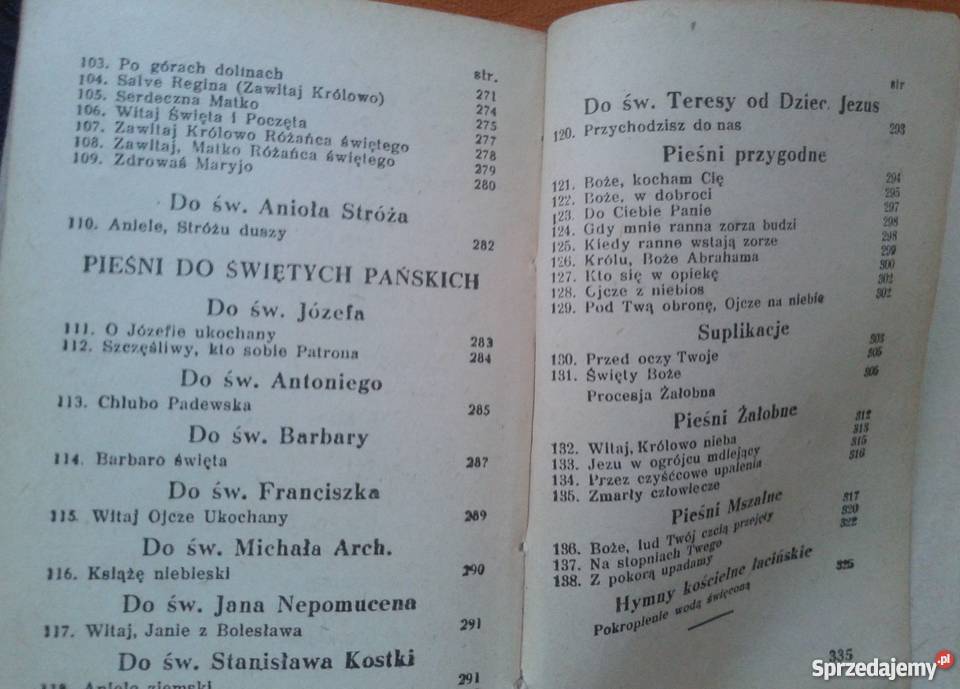 str.
103. Po górach dolinach 271
104. Salve Regina (Zawitaj Królowo) 274
105. Serdeczna Matko 275
106. Witaj Święta i Poczęta 277
107. Zawitaj Królowo Różańca świętego 278
108. Zawitaj, Matko Różańca świętego 279
109. Zdrowaś Maryjo 280
Do św. Anioła Stróża
110. Aniele, Stróżu duszy 282
PIEŚNI DO ŚWIĘTYCH PAŃSKICH
Do św. Józefa
111. O Józefie ukochany 283
112. Szczęśliwy, kto sobie Patrona 284
Do św. Antoniego
113. Chlubo Padewska 285
Do św. Barbary
114. Barbaro święta 287
Do św. Franciszka
115. Witaj Ojcze Ukochany 289
Do św. Michała Arch.
116. Książę niebieski 290
Do św. Jana Nepomucena
117. Witaj, Janie z Bolesława 291
Do św. Stanisława Kostki
118. Anioło ziemski 291
str
Do św. Teresy od Dziec. Jezus
120. Przychodzisz do nas 293
Pieśni przygodne
121. Boże, kocham Cię 294
122. Boże, w dobroci 295
123. Do Ciebie Panie 297
124. Gdy mnie ranna zorza budzi 298
125. Kiedy ranne wstają zorze 298
126. Królu, Boże Abrahama 299
127. Kto się w opiekę 300
128. Ojcze z niebios 302
129. Pod Twą obronę, Ojcze na niebie 302
Suplikacje
130. Przed oczy Twoje 303
131. Święty Boże 305
Procesja Żałobna 306
Pieśni Żałobne
132. Witaj, Królowo nieba 312
133. Jezu w ogrójcu mdlejący 313
134. Przez czyśćcowe upalenia 315
135. Zmarły człowiecze 316
Pieśni Mszalne
136. Boże, lud Twój czcią przejęty 317
137. Na stopniach Twego 320
138. Z pokorą upadamy 322
Hymny kościelne łacińskie
Pokropienie wodą święconą 325
335
Sprzedajemy.pl